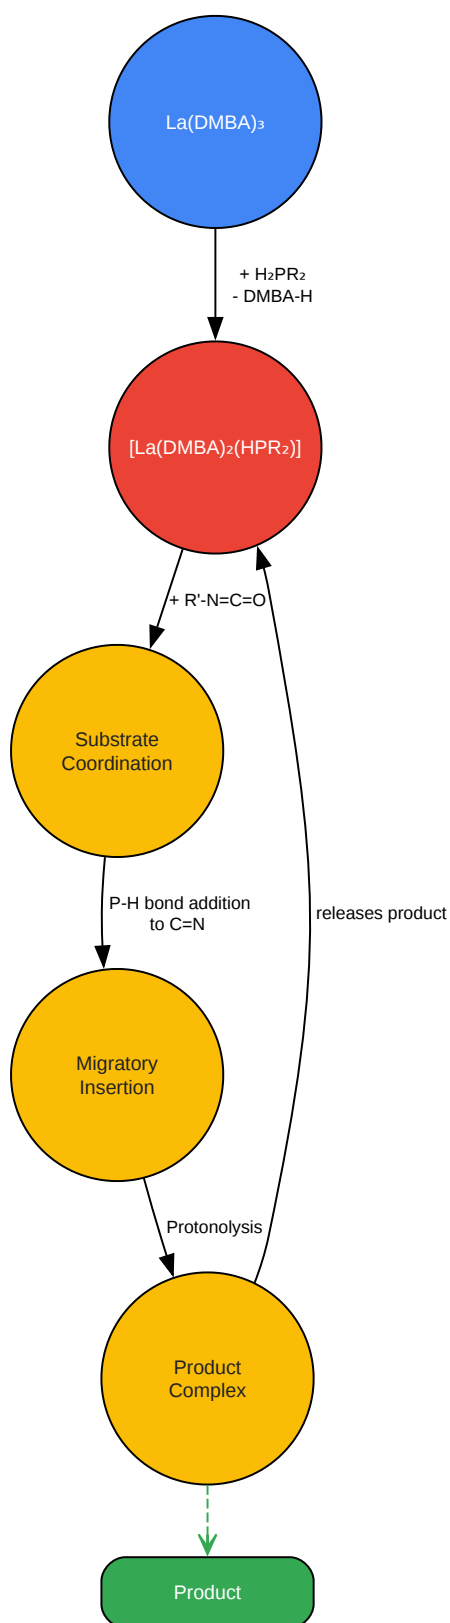 La(DMBA)₃
+ H₂PR₂
- DMBA-H
[La(DMBA)₂(HPR₂)]
+ R'-N=C=O
Substrate
Coordination
P-H bond addition
to C=N
releases product
Migratory
Insertion
Protonolysis
Product
Complex
Product